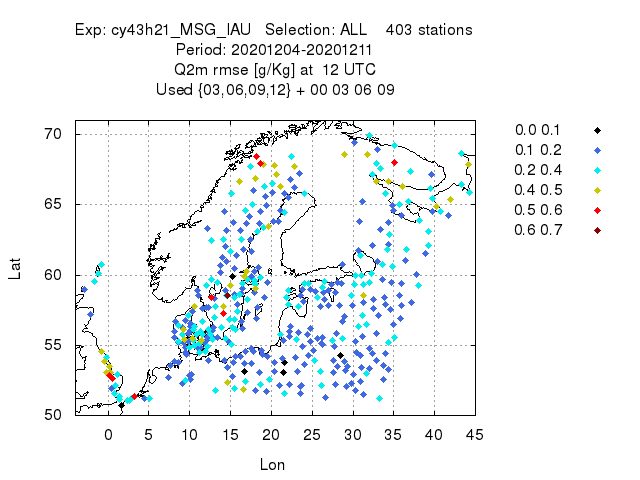 Exp: cy43h21_MSG_IAU   Selection: ALL    403 stations
Period: 20201204-20201211
Q2m rmse [g/Kg] at  12 UTC
Used {03,06,09,12} + 00 03 06 09
0.0 0.1
0.1 0.2
0.2 0.4
0.4 0.5
0.5 0.6
0.6 0.7
70
65
60
55
50
Lat
0 5 10 15 20 25 30 35 40 45
Lon